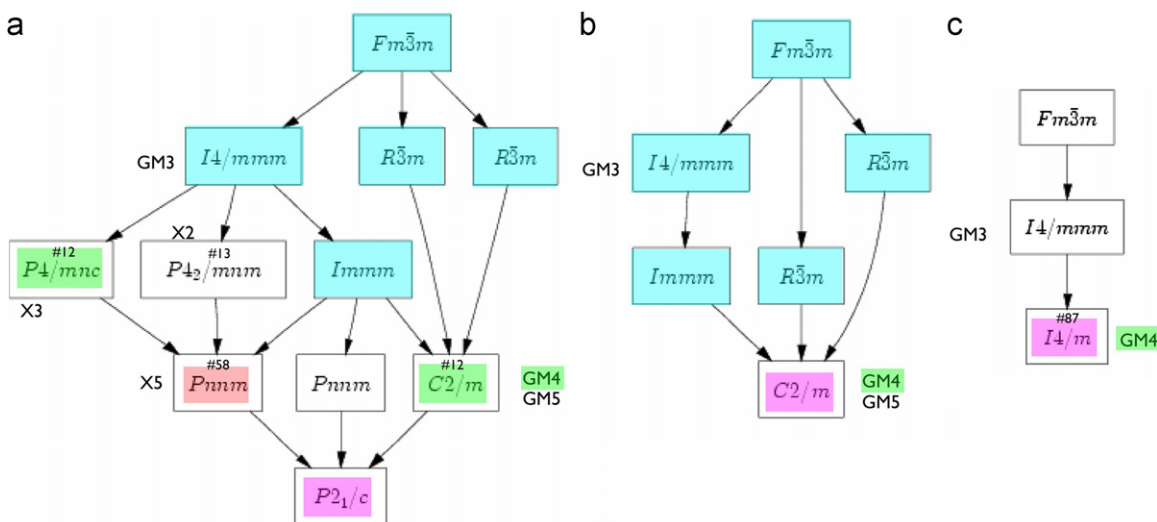 a
b
c
Fm3̄m
Fm3̄m
Fm3̄m
GM3
I4/mmm
R3̄m
R3̄m
GM3
I4/mmm
R3̄m
GM3
I4/mmm
X2
#12
P4/mnc
#13
P4₂/mnm
Immm
Immm
R3̄m
#87
I4/m
GM4
X3
X5
#58
Pnnm
Pnnm
#12
C2/m
GM4
GM5
C2/m
GM4
GM5
P2₁/c